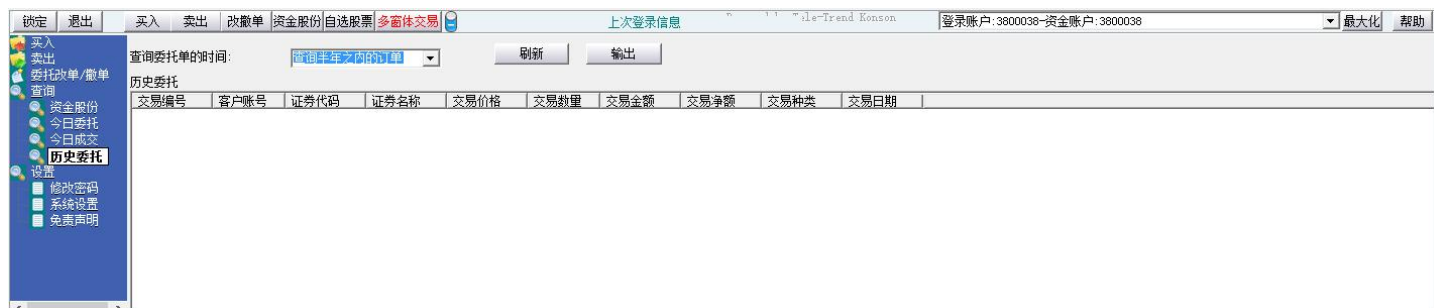 锁定 退出 买入 卖出 改撤单 资金股份 自选股票 多窗体交易 上次登录信息 Trend Konson 登录账户:3800038-资金账户:3800038 最大化 帮助
买入
卖出
委托改单/撤单
查询
资金股份
今日委托
今日成交
历史委托
设置
修改密码
系统设置
免责声明
查询委托单的时间: 查询半年之内的订单 刷新 输出
历史委托
交易编号 客户账号 证券代码 证券名称 交易价格 交易数量 交易金额 交易净额 交易种类 交易日期